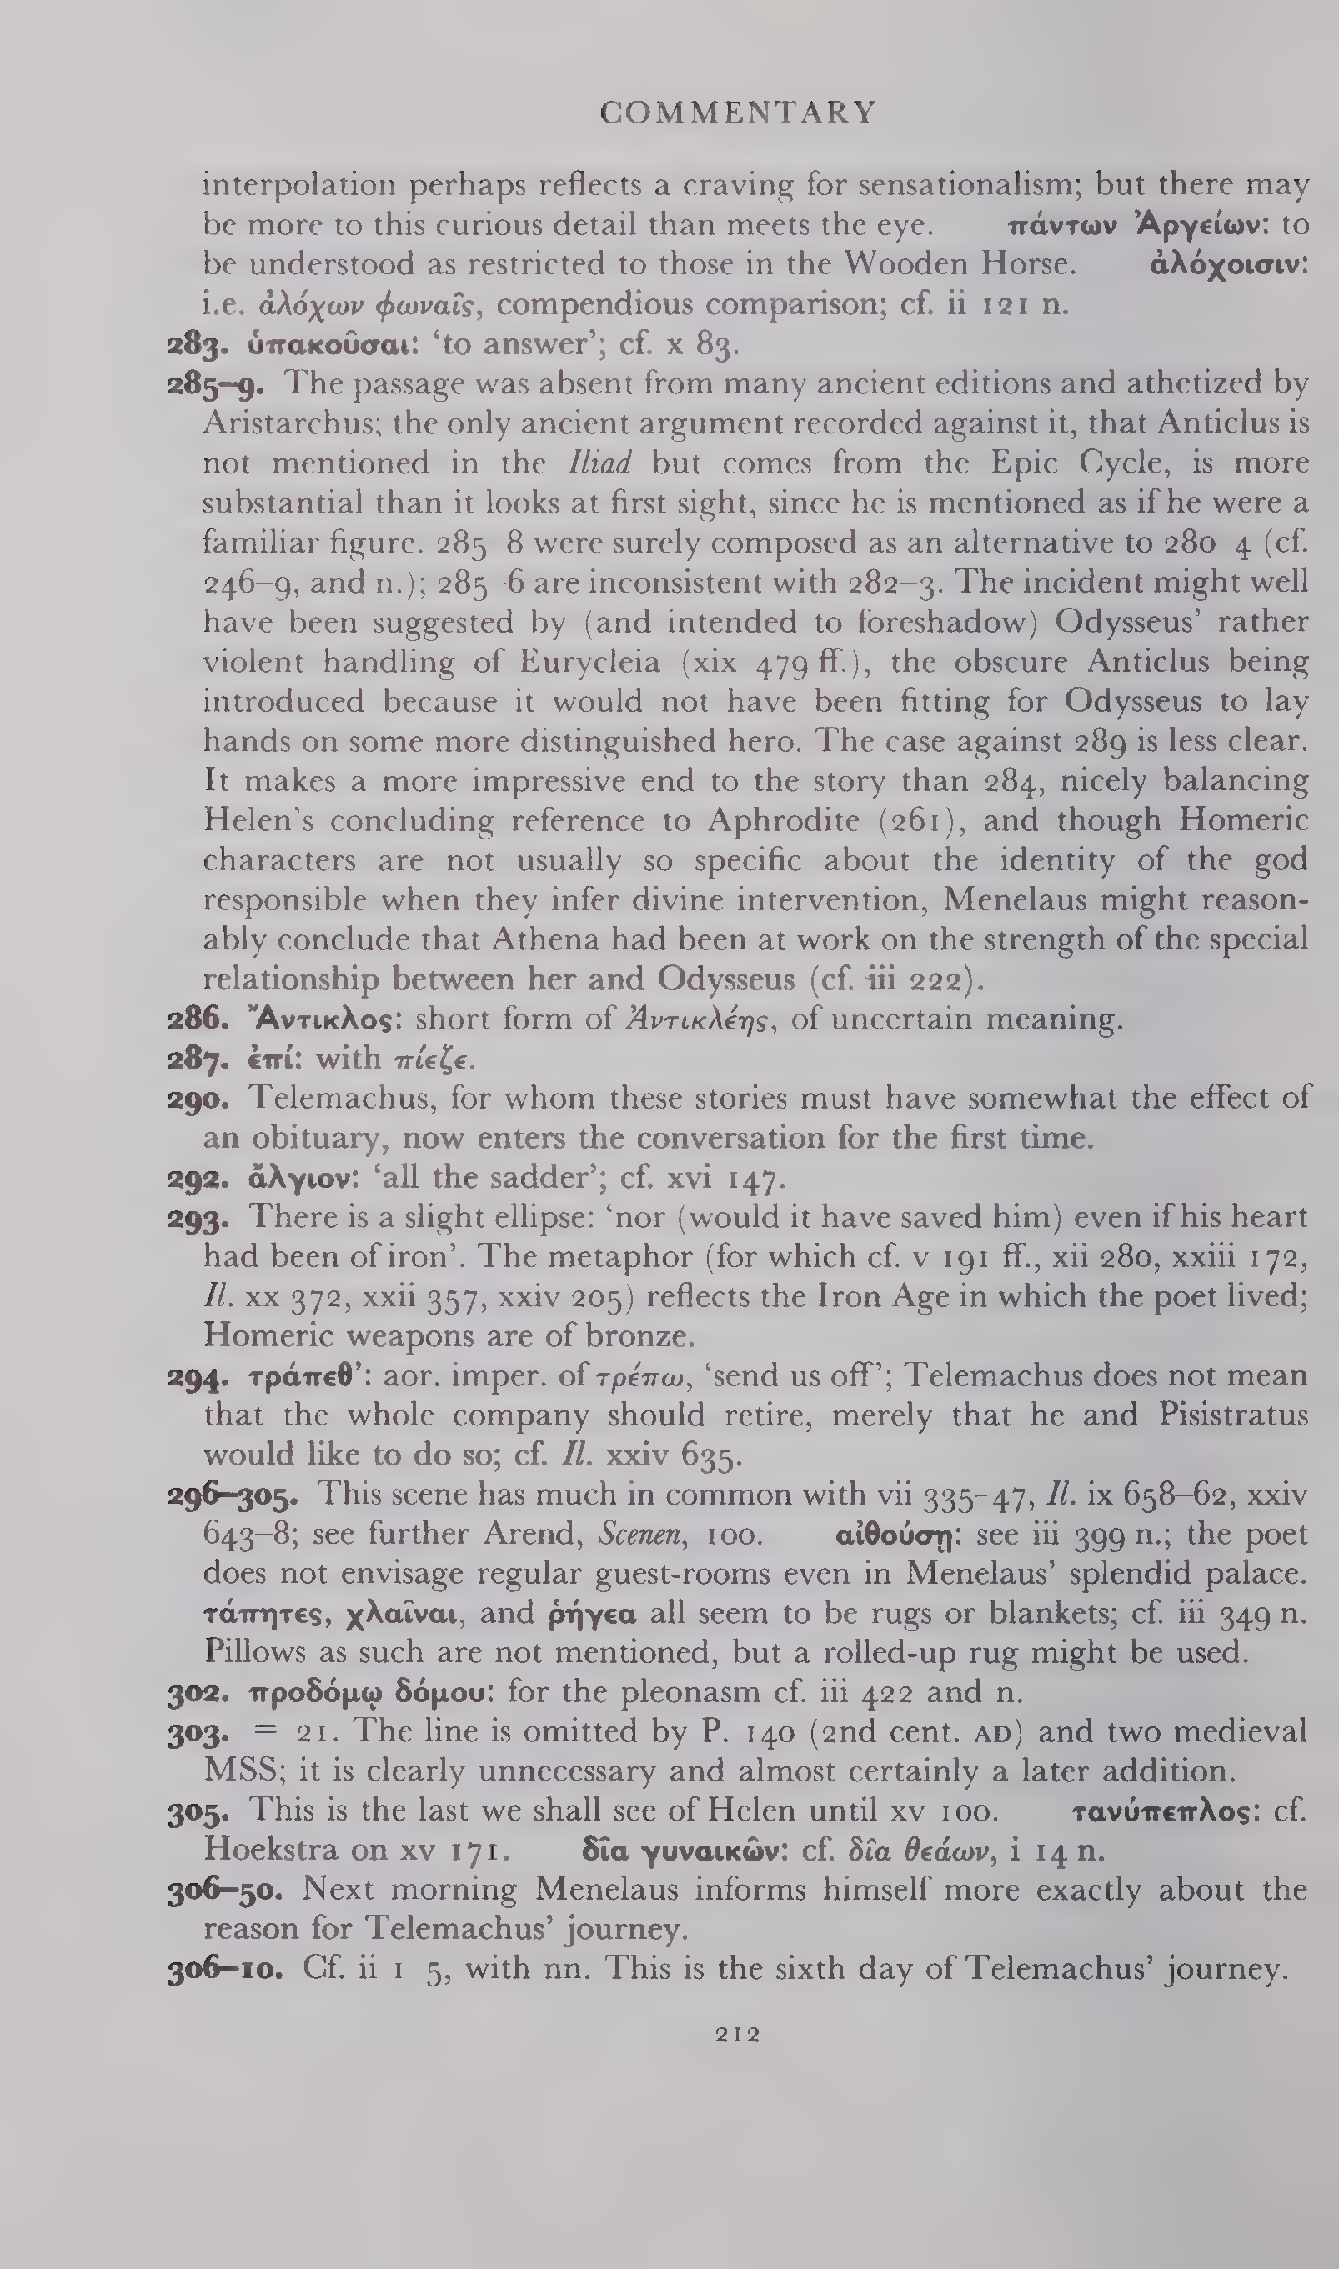 COMMENTARY
interpolation perhaps reflects a craving for sensationalism; but there may
be more to this curious detail than meets the eye. πάντων Ἀργείων: to
be understood as restricted to those in the Wooden Horse. ἀλόχοισιν:
i.e. ἀλόχων φωναῖς, compendious comparison; cf. ii 121 n.
283. ὑπακοῦσαι: ‘to answer’; cf. x 83.
285–9. The passage was absent from many ancient editions and athetized by
Aristarchus; the only ancient argument recorded against it, that Anticlus is
not mentioned in the Iliad but comes from the Epic Cycle, is more
substantial than it looks at first sight, since he is mentioned as if he were a
familiar figure. 285 8 were surely composed as an alternative to 280 4 (cf.
246–9, and n.); 285 6 are inconsistent with 282–3. The incident might well
have been suggested by (and intended to foreshadow) Odysseus’ rather
violent handling of Eurycleia (xix 479 ff.), the obscure Anticlus being
introduced because it would not have been fitting for Odysseus to lay
hands on some more distinguished hero. The case against 289 is less clear.
It makes a more impressive end to the story than 284, nicely balancing
Helen's concluding reference to Aphrodite (261), and though Homeric
characters are not usually so specific about the identity of the god
responsible when they infer divine intervention, Menelaus might reason-
ably conclude that Athena had been at work on the strength of the special
relationship between her and Odysseus (cf. iii 222).
286. Ἄντικλος: short form of Ἀντικλέης, of uncertain meaning.
287. ἐπί: with πίεζε.
290. Telemachus, for whom these stories must have somewhat the effect of
an obituary, now enters the conversation for the first time.
292. ἄλγιον: ‘all the sadder’; cf. xvi 147.
293. There is a slight ellipse: ‘nor (would it have saved him) even if his heart
had been of iron’. The metaphor (for which cf. v 191 ff., xii 280, xxiii 172,
Il. xx 372, xxii 357, xxiv 205) reflects the Iron Age in which the poet lived;
Homeric weapons are of bronze.
294. τράπεθ’: aor. imper. of τρέπω, ‘send us off’; Telemachus does not mean
that the whole company should retire, merely that he and Pisistratus
would like to do so; cf. Il. xxiv 635.
296–305. This scene has much in common with vii 335-47, Il. ix 658–62, xxiv
643–8; see further Arend, Scenen, 100. αἰθούσῃ: see iii 399 n.; the poet
does not envisage regular guest-rooms even in Menelaus’ splendid palace.
τάπητες, χλαῖναι, and ῥήγεα all seem to be rugs or blankets; cf. iii 349 n.
Pillows as such are not mentioned, but a rolled-up rug might be used.
302. προδόμῳ δόμου: for the pleonasm cf. iii 422 and n.
303. = 21. The line is omitted by P. 140 (2nd cent. AD) and two medieval
MSS; it is clearly unnecessary and almost certainly a later addition.
305. This is the last we shall see of Helen until xv 100. τανύπεπλος: cf.
Hoekstra on xv 171. δῖα γυναικῶν: cf. δῖα θεάων, i 14 n.
306–50. Next morning Menelaus informs himself more exactly about the
reason for Telemachus’ journey.
306–10. Cf. ii 1 5, with nn. This is the sixth day of Telemachus’ journey.
212